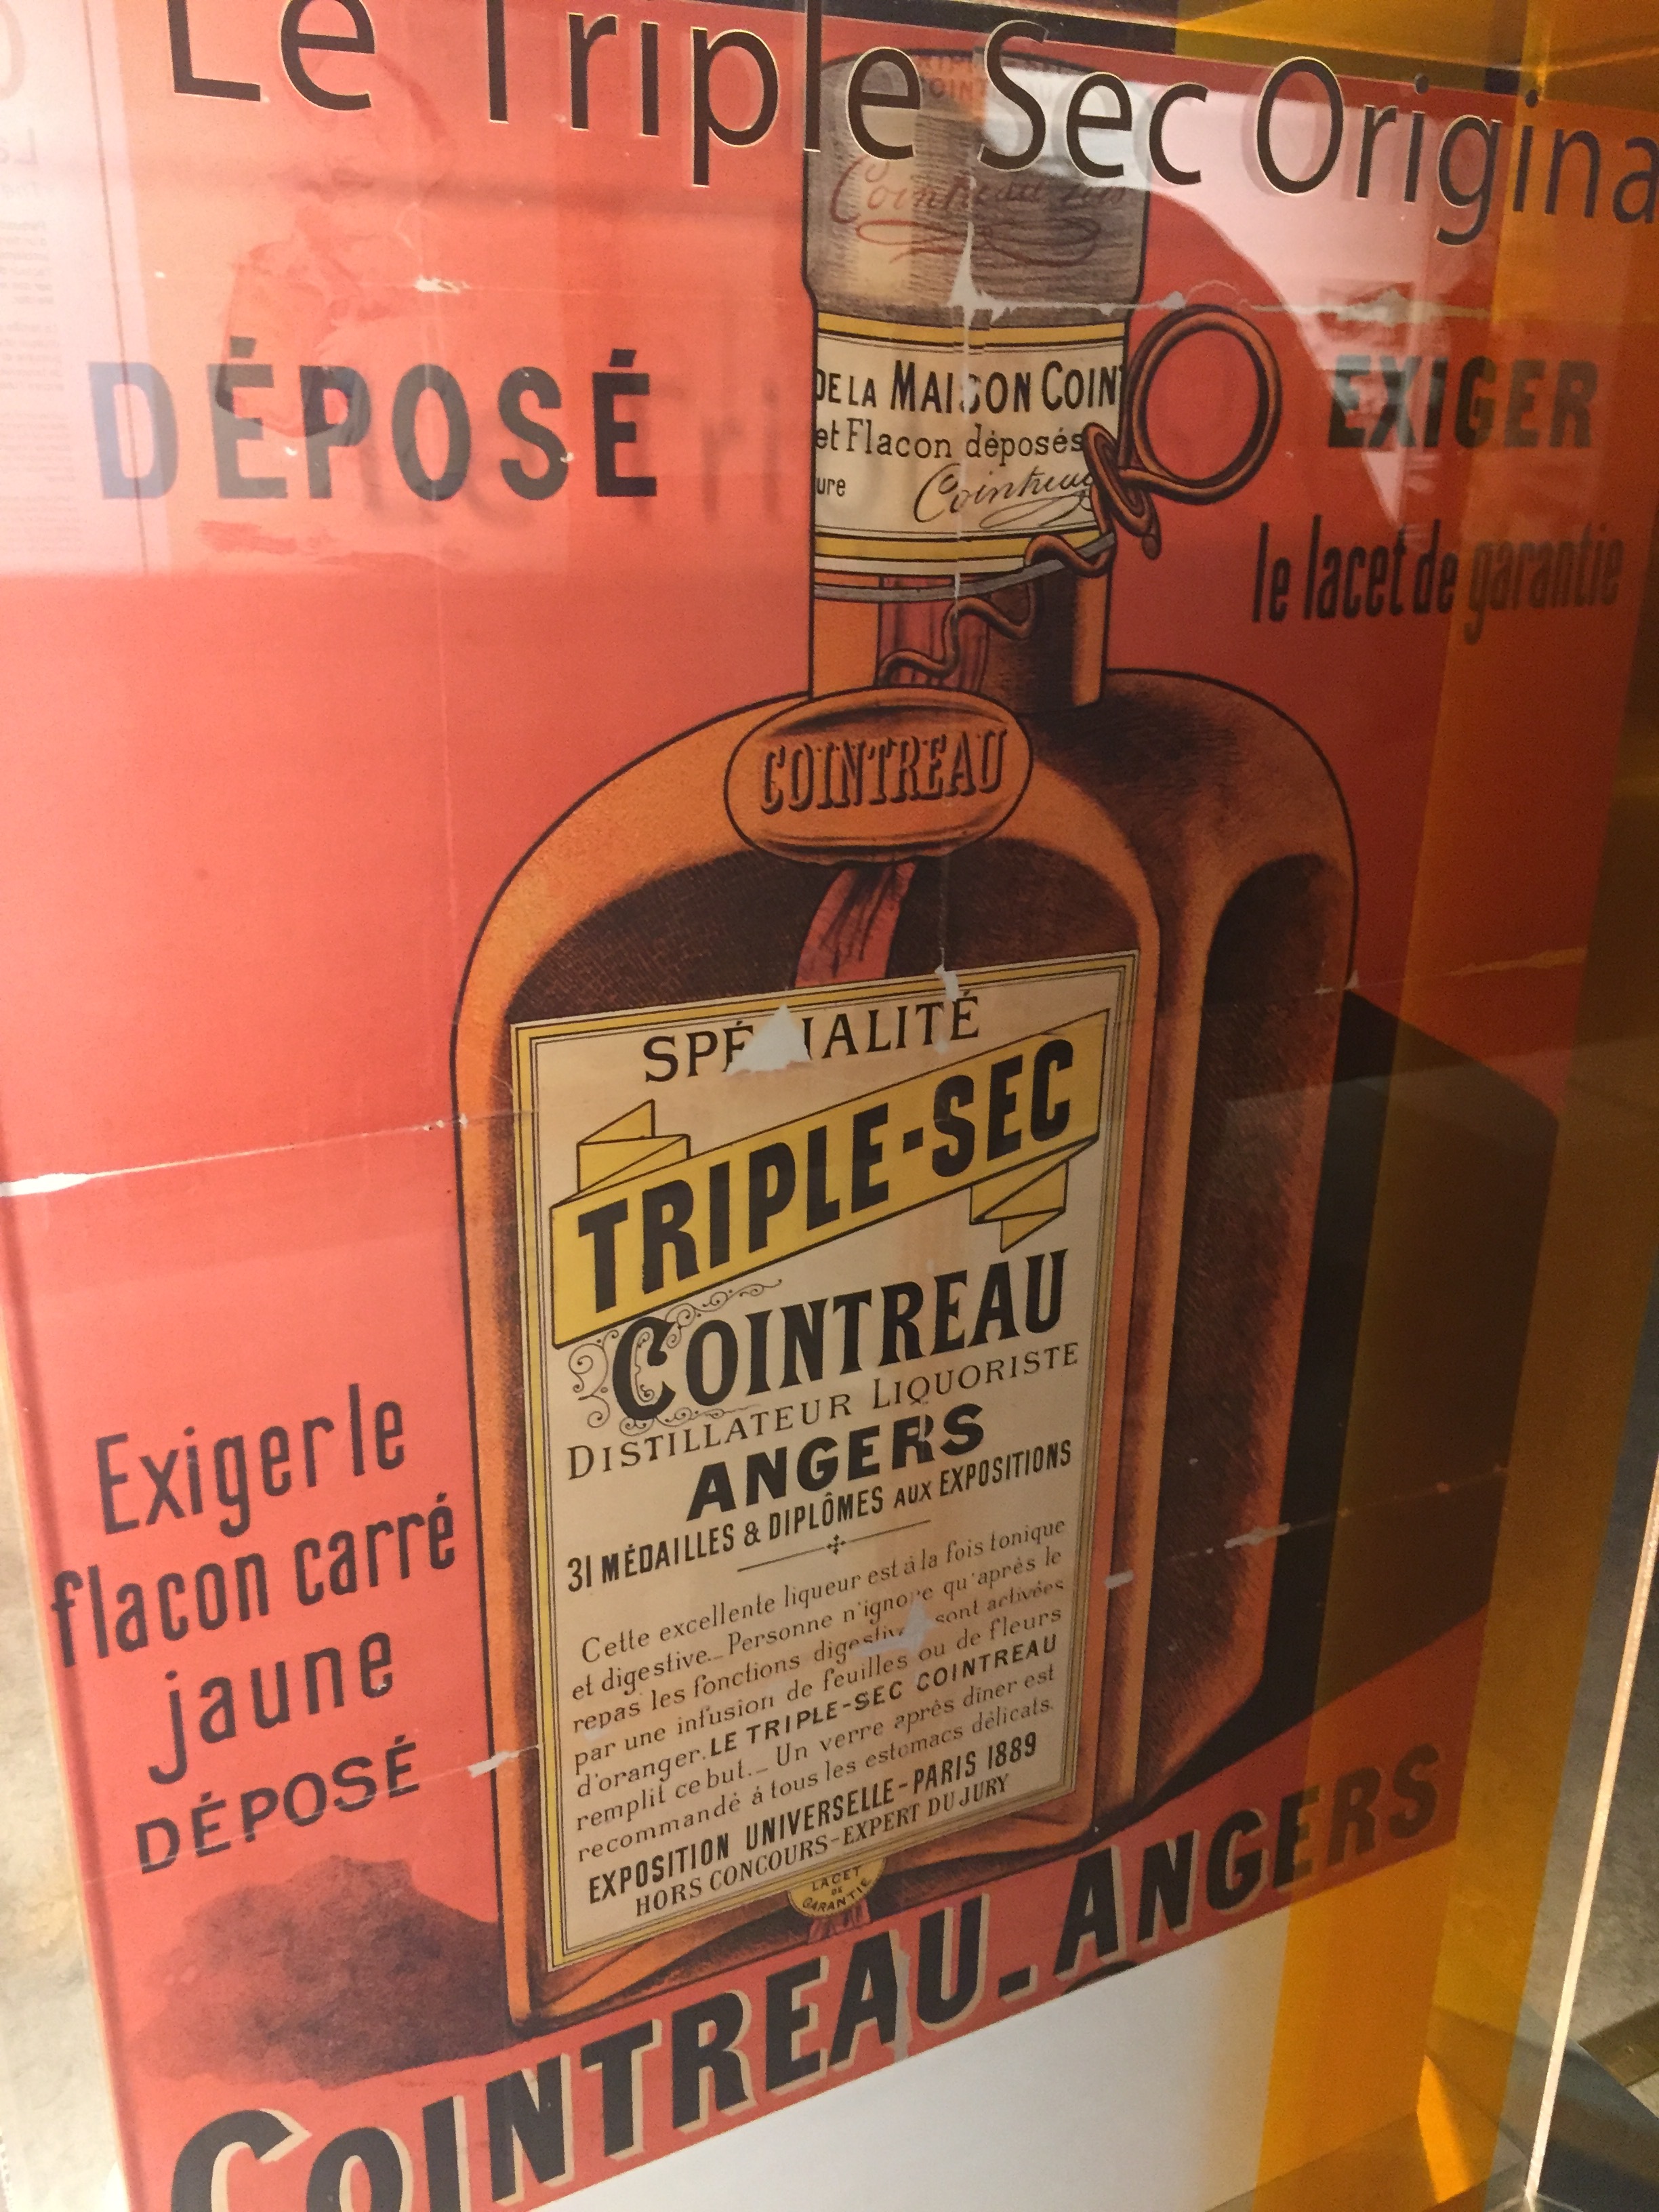 Le Triple Sec Origina
Cointreau fils
DÉPOSÉ
DE LA MAISON COINT
et Flacon déposés
ure Cointreau
EXIGER
le lacet de garantie
COINTREAU
SPÉ IALITÉ
TRIPLE-SEC
COINTREAU
DISTILLATEUR LIQUORISTE
ANGERS
31 MÉDAILLES & DIPLÔMES AUX EXPOSITIONS
Cette excellente liqueur est à la fois tonique
et digestive._ Personne n'ignore qu'après le
repas les fonctions digestives sont activées
par une infusion de feuilles ou de fleurs
d'oranger. LE TRIPLE-SEC COINTREAU
remplit ce but._ Un verre après dîner est
recommandé à tous les estomacs délicats.
EXPOSITION UNIVERSELLE-PARIS 1889
HORS CONCOURS-EXPERT DU JURY
LACET
DE
GARANTIE
Exiger le
flacon carré
jaune
DÉPOSÉ
COINTREAU-ANGERS